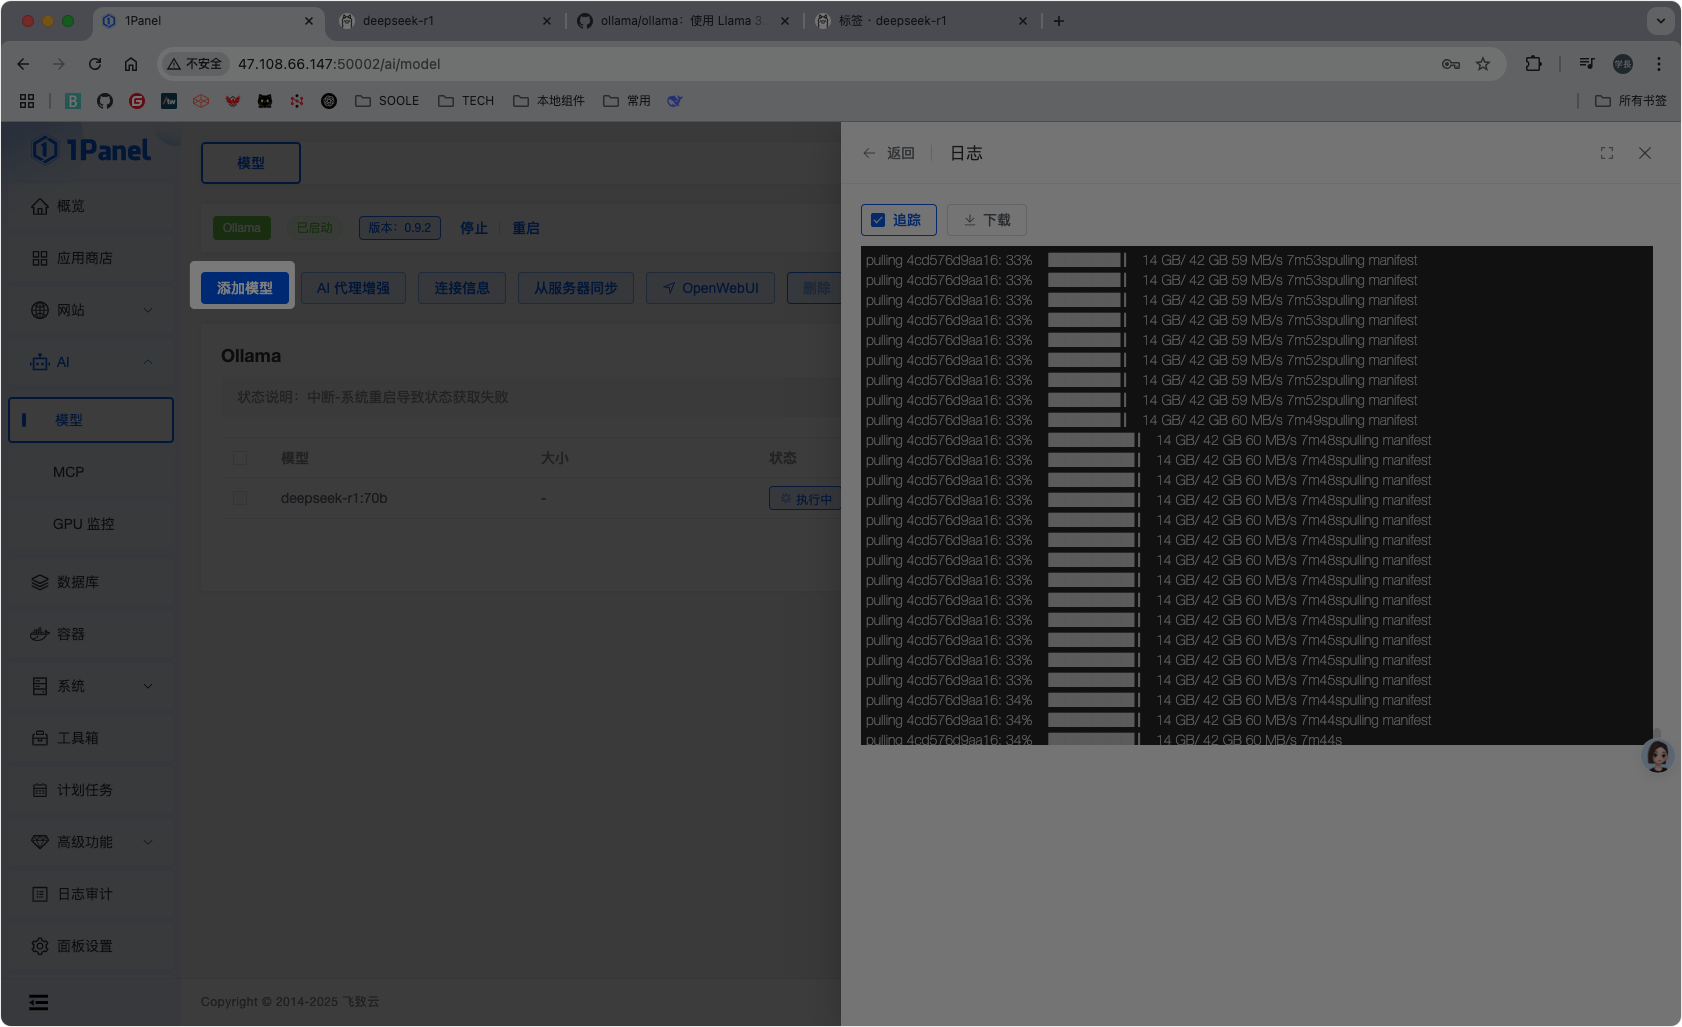 1Panel
deepseek-r1
ollama/ollama：使用 Llama 3.
标签 · deepseek-r1
不安全
47.108.66.147:50002/ai/model
学長
SOOLE
TECH
本地组件
常用
所有书签
1Panel
概览
应用商店
网站
AI
模型
MCP
GPU 监控
数据库
容器
系统
工具箱
计划任务
高级功能
日志审计
面板设置
模型
Ollama
已启动
版本：0.9.2
停止
重启
添加模型
AI 代理增强
连接信息
从服务器同步
OpenWebUI
删除
Ollama
状态说明：中断-系统重启导致状态获取失败
模型 大小 状态
deepseek-r1:70b - 执行中
Copyright © 2014-2025 飞致云
返回
日志
追踪
下载
pulling 4cd576d9aa16: 33% 14 GB/ 42 GB 59 MB/s 7m53spulling manifest
pulling 4cd576d9aa16: 33% 14 GB/ 42 GB 59 MB/s 7m53spulling manifest
pulling 4cd576d9aa16: 33% 14 GB/ 42 GB 59 MB/s 7m53spulling manifest
pulling 4cd576d9aa16: 33% 14 GB/ 42 GB 59 MB/s 7m53spulling manifest
pulling 4cd576d9aa16: 33% 14 GB/ 42 GB 59 MB/s 7m52spulling manifest
pulling 4cd576d9aa16: 33% 14 GB/ 42 GB 59 MB/s 7m52spulling manifest
pulling 4cd576d9aa16: 33% 14 GB/ 42 GB 59 MB/s 7m52spulling manifest
pulling 4cd576d9aa16: 33% 14 GB/ 42 GB 59 MB/s 7m52spulling manifest
pulling 4cd576d9aa16: 33% 14 GB/ 42 GB 60 MB/s 7m49spulling manifest
pulling 4cd576d9aa16: 33% 14 GB/ 42 GB 60 MB/s 7m48spulling manifest
pulling 4cd576d9aa16: 33% 14 GB/ 42 GB 60 MB/s 7m48spulling manifest
pulling 4cd576d9aa16: 33% 14 GB/ 42 GB 60 MB/s 7m48spulling manifest
pulling 4cd576d9aa16: 33% 14 GB/ 42 GB 60 MB/s 7m48spulling manifest
pulling 4cd576d9aa16: 33% 14 GB/ 42 GB 60 MB/s 7m48spulling manifest
pulling 4cd576d9aa16: 33% 14 GB/ 42 GB 60 MB/s 7m48spulling manifest
pulling 4cd576d9aa16: 33% 14 GB/ 42 GB 60 MB/s 7m48spulling manifest
pulling 4cd576d9aa16: 33% 14 GB/ 42 GB 60 MB/s 7m48spulling manifest
pulling 4cd576d9aa16: 33% 14 GB/ 42 GB 60 MB/s 7m48spulling manifest
pulling 4cd576d9aa16: 33% 14 GB/ 42 GB 60 MB/s 7m48spulling manifest
pulling 4cd576d9aa16: 33% 14 GB/ 42 GB 60 MB/s 7m45spulling manifest
pulling 4cd576d9aa16: 33% 14 GB/ 42 GB 60 MB/s 7m45spulling manifest
pulling 4cd576d9aa16: 33% 14 GB/ 42 GB 60 MB/s 7m45spulling manifest
pulling 4cd576d9aa16: 34% 14 GB/ 42 GB 60 MB/s 7m44spulling manifest
pulling 4cd576d9aa16: 34% 14 GB/ 42 GB 60 MB/s 7m44spulling manifest
pulling 4cd576d9aa16: 34% 14 GB/ 42 GB 60 MB/s 7m44s